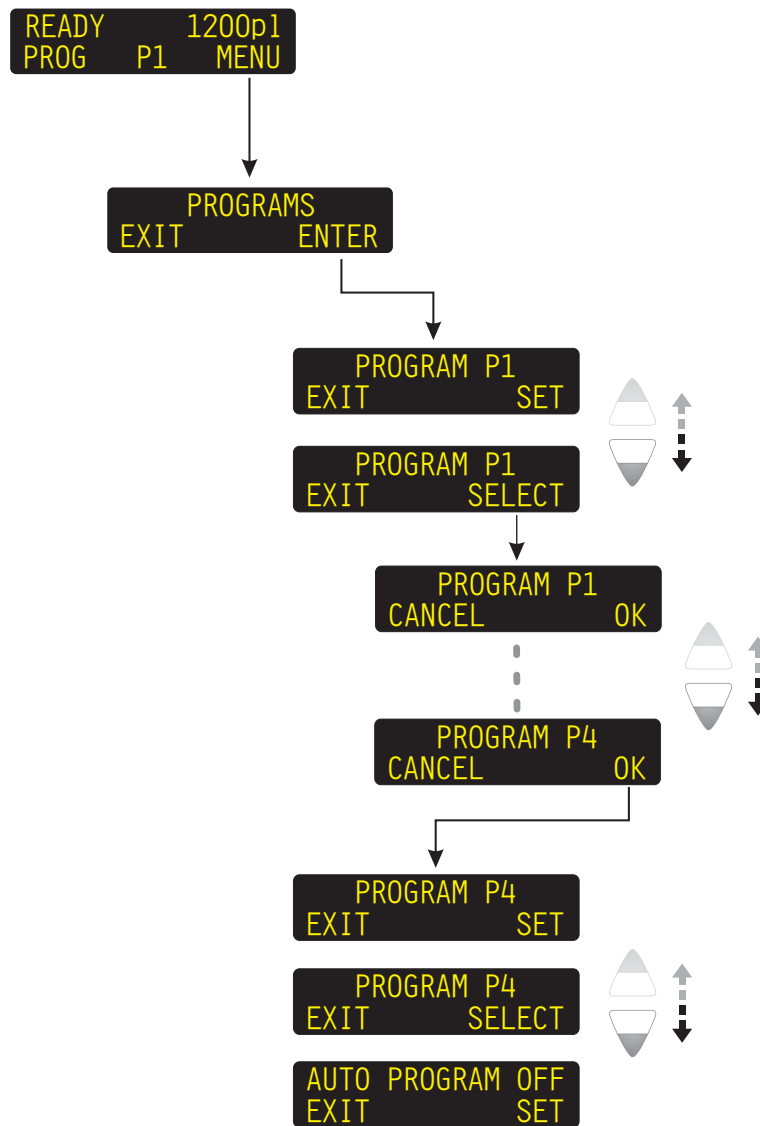 READY 1200pl
PROG P1 MENU
PROGRAMS
EXIT ENTER
PROGRAM P1
EXIT SET
PROGRAM P1
EXIT SELECT
PROGRAM P1
CANCEL OK
PROGRAM P4
CANCEL OK
PROGRAM P4
EXIT SET
PROGRAM P4
EXIT SELECT
AUTO PROGRAM OFF
EXIT SET